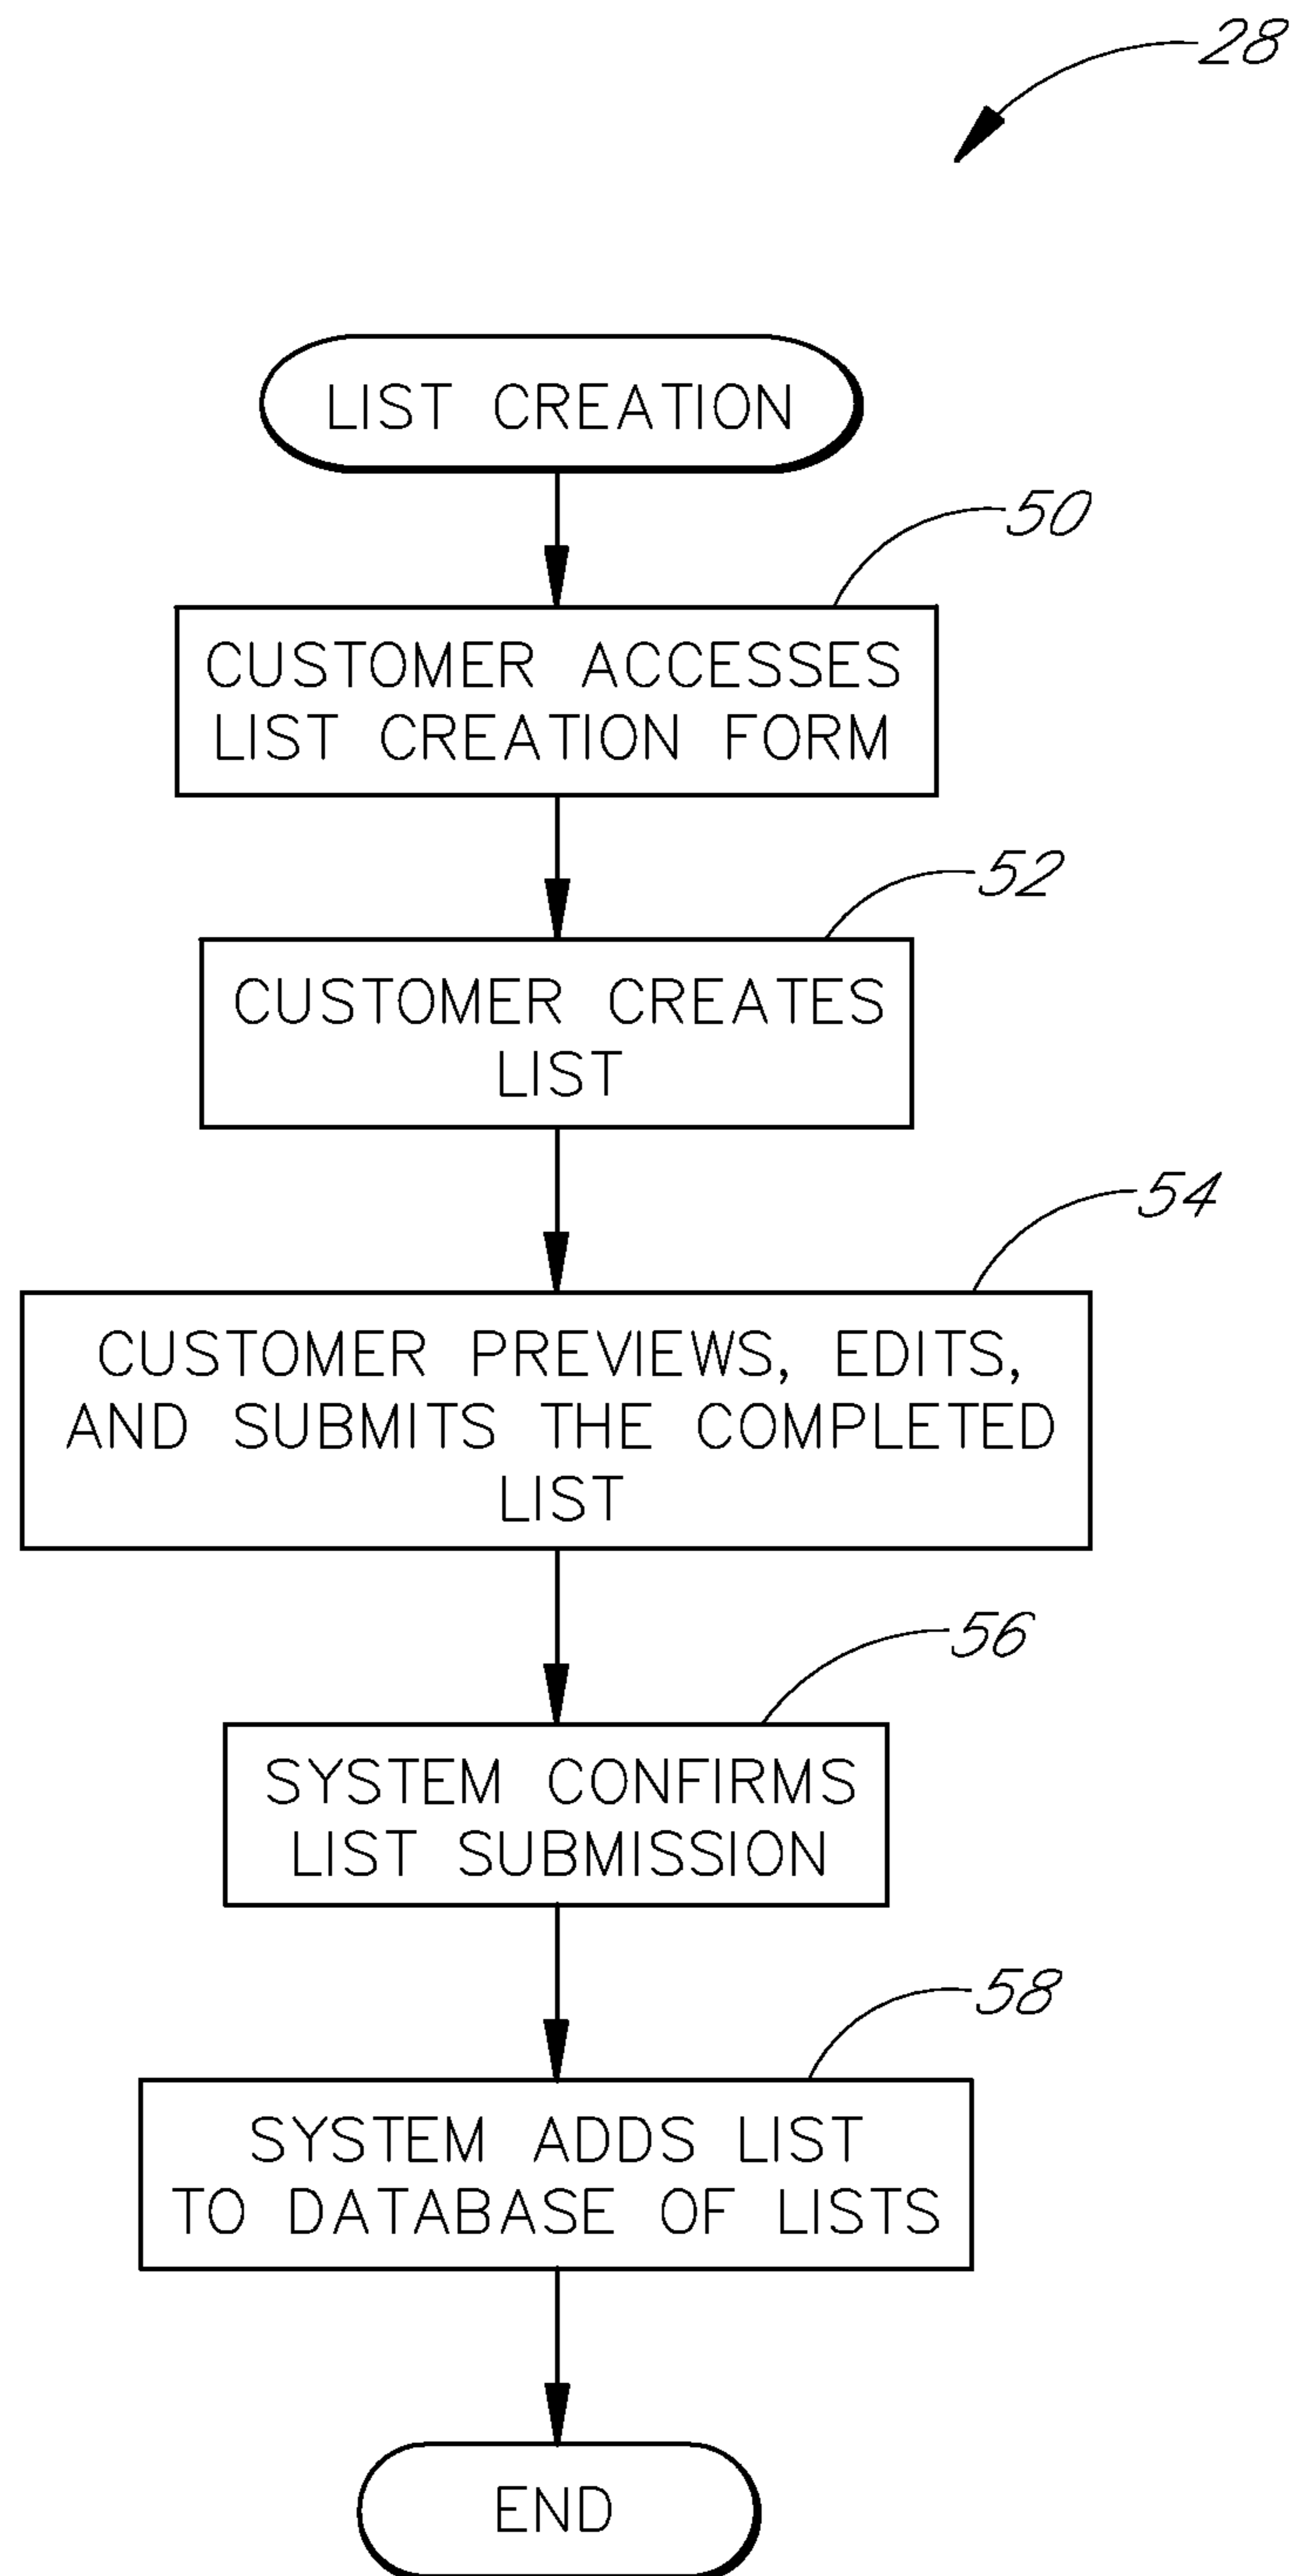 28
LIST CREATION
50
CUSTOMER ACCESSES
LIST CREATION FORM
52
CUSTOMER CREATES
LIST
54
CUSTOMER PREVIEWS, EDITS,
AND SUBMITS THE COMPLETED
LIST
56
SYSTEM CONFIRMS
LIST SUBMISSION
58
SYSTEM ADDS LIST
TO DATABASE OF LISTS
END